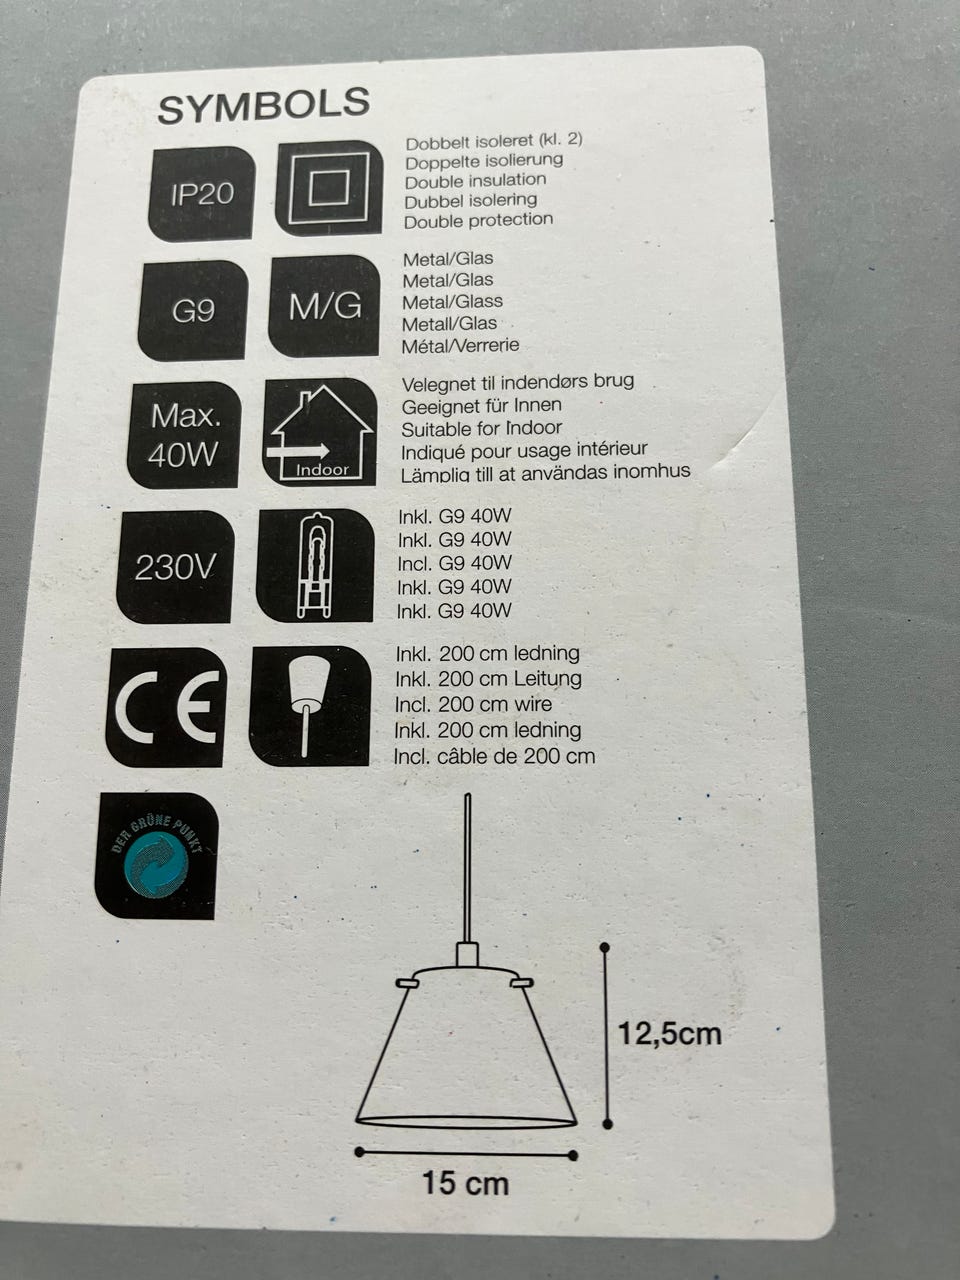 SYMBOLS
IP20
Dobbelt isoleret (kl. 2)
Doppelte isolierung
Double insulation
Dubbel isolering
Double protection
G9
M/G
Metal/Glas
Metal/Glas
Metal/Glass
Metall/Glas
Métal/Verrerie
Max.
40W
Indoor
Velegnet til indendørs brug
Geeignet für Innen
Suitable for Indoor
Indiqué pour usage intérieur
Lämplig till at användas inomhus
230V
Inkl. G9 40W
Inkl. G9 40W
Incl. G9 40W
Inkl. G9 40W
Inkl. G9 40W
CE
Inkl. 200 cm ledning
Inkl. 200 cm Leitung
Incl. 200 cm wire
Inkl. 200 cm ledning
Incl. câble de 200 cm
DER GRÜNE PUNKT
12,5cm
15 cm